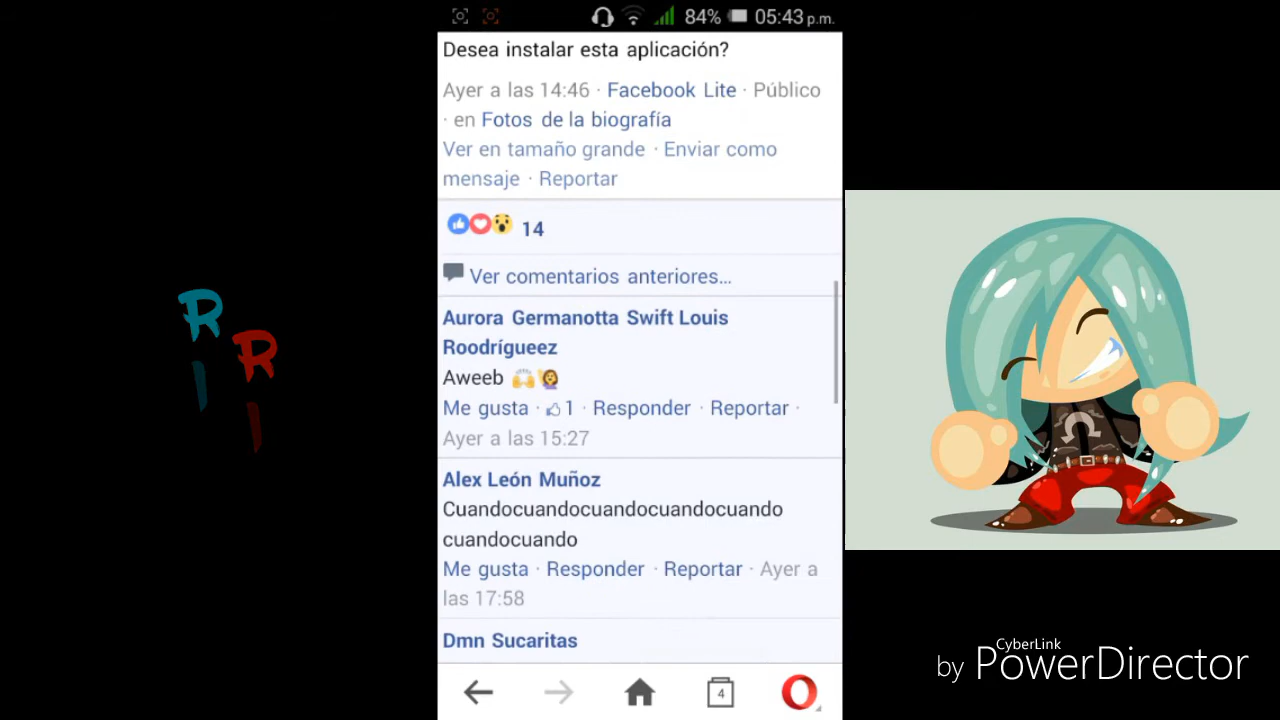 84% 05:43 p.m.
Desea instalar esta aplicación?
Ayer a las 14:46 · Facebook Lite · Público
· en Fotos de la biografía
Ver en tamaño grande · Enviar como
mensaje · Reportar
14
Ver comentarios anteriores...
Aurora Germanotta Swift Louis
Roodrígueez
Aweeb 🙌🙋
Me gusta · 1 · Responder · Reportar ·
Ayer a las 15:27
Alex León Muñoz
Cuandocuandocuandocuandocuando
cuandocuando
Me gusta · Responder · Reportar · Ayer a
las 17:58
Dmn Sucaritas
4
R
R
I
I
Ω
CyberLink
by PowerDirector